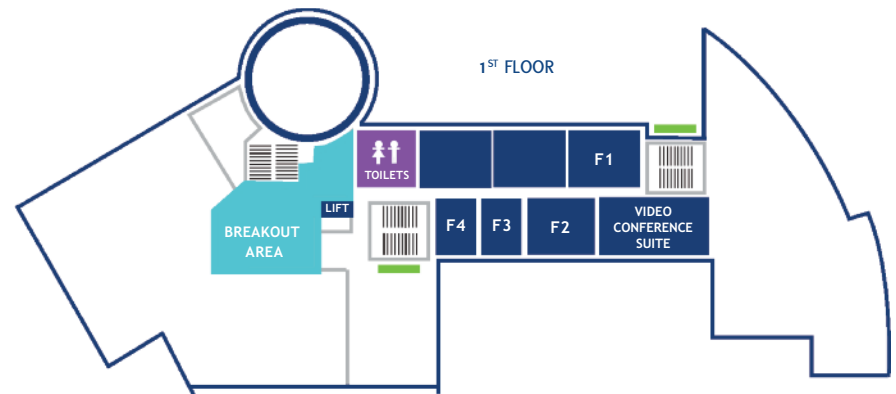 1ST FLOOR
TOILETS
F1
LIFT
BREAKOUT
AREA
F4
F3
F2
VIDEO
CONFERENCE
SUITE